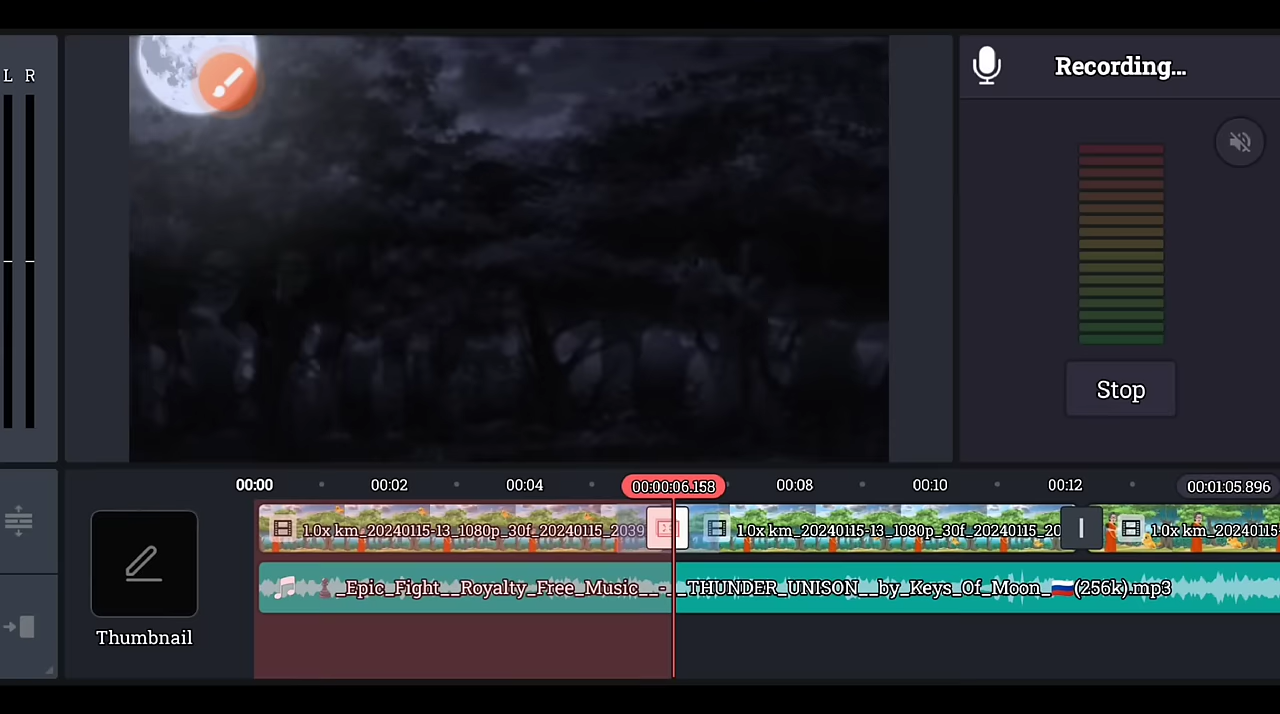 L R
Recording...
Stop
00:00
00:02
00:04
00:00:06.158
00:08
00:10
00:12
00:01:05.896
1.0x km_20240115-13_1080p_30f_20240115_2039
1.0x km_20240115-13_1080p_30f_20240115_20
1.0x km_20240115
_Epic_Fight__Royalty_Free_Music__-__THUNDER_UNISON__by_Keys_Of_Moon_🇷🇺(256k).mp3
Thumbnail